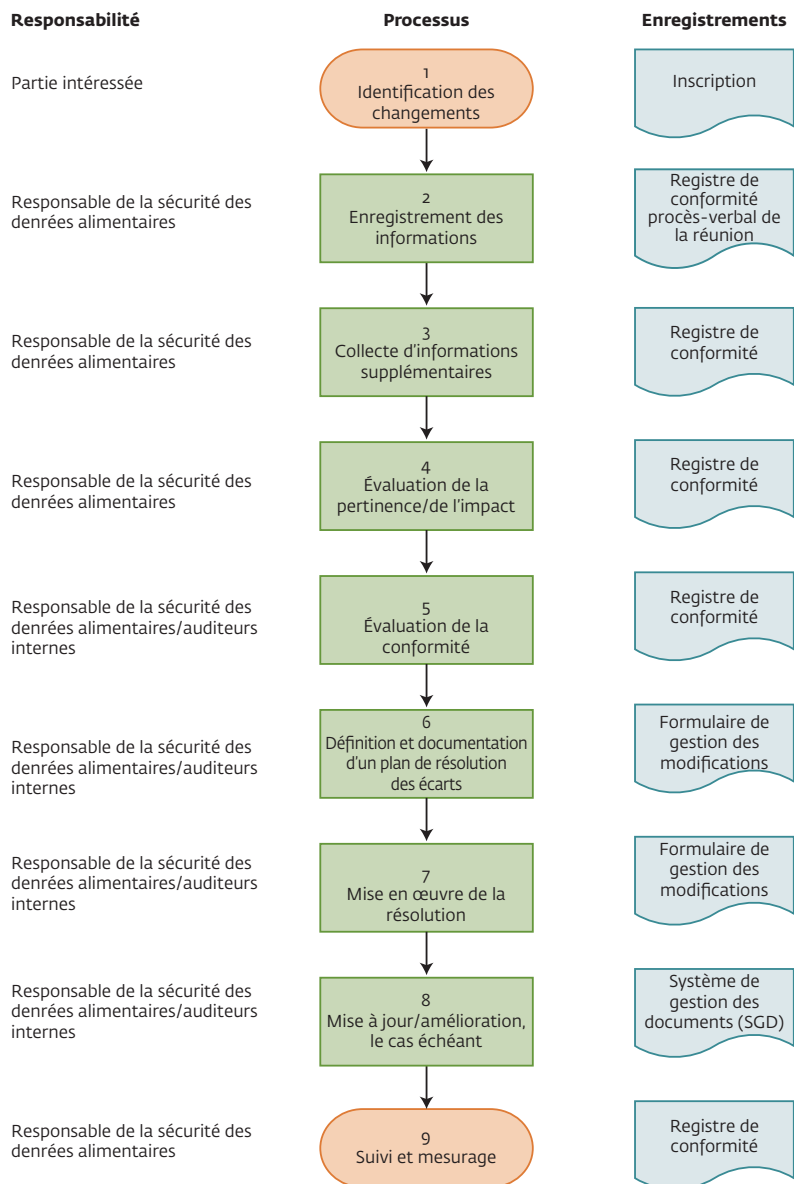 Responsabilité
Processus
Enregistrements
Partie intéressée
1
Identification des
changements
Inscription
Responsable de la sécurité des
denrées alimentaires
2
Enregistrement des
informations
Registre de
conformité
procès-verbal de
la réunion
Responsable de la sécurité des
denrées alimentaires
3
Collecte d'informations
supplémentaires
Registre de
conformité
Responsable de la sécurité des
denrées alimentaires
4
Évaluation de la
pertinence/de l'impact
Registre de
conformité
Responsable de la sécurité des
denrées alimentaires/auditeurs
internes
5
Évaluation de la
conformité
Registre de
conformité
Responsable de la sécurité des
denrées alimentaires/auditeurs
internes
6
Définition et documentation
d'un plan de résolution
des écarts
Formulaire de
gestion des
modifications
Responsable de la sécurité des
denrées alimentaires/auditeurs
internes
7
Mise en œuvre de la
résolution
Formulaire de
gestion des
modifications
Responsable de la sécurité des
denrées alimentaires/auditeurs
internes
8
Mise à jour/amélioration,
le cas échéant
Système de
gestion des
documents (SGD)
Responsable de la sécurité des
denrées alimentaires
9
Suivi et mesurage
Registre de
conformité